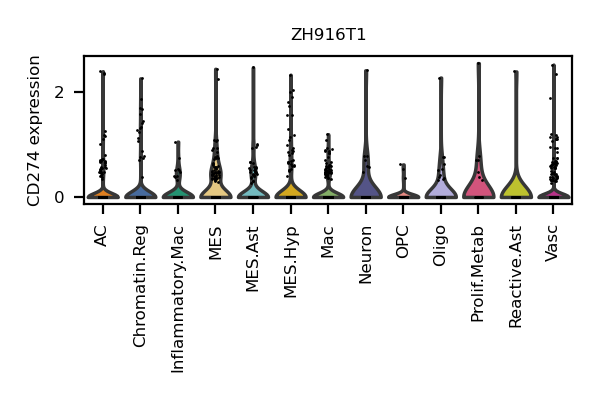 ZH916T1
CD274 expression
2
0
AC
Chromatin.Reg
Inflammatory.Mac
MES
MES.Ast
MES.Hyp
Mac
Neuron
OPC
Oligo
Prolif.Metab
Reactive.Ast
Vasc